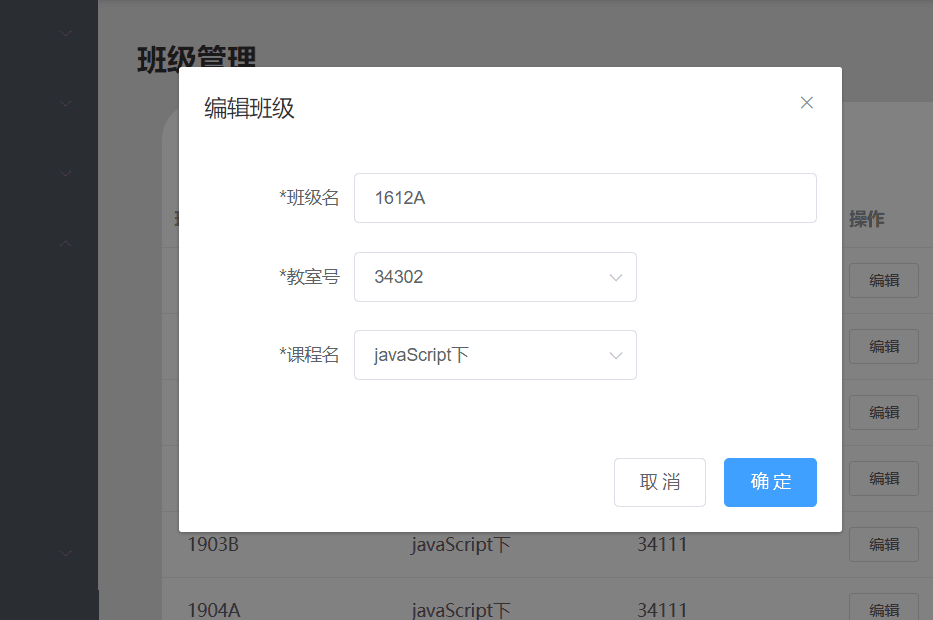 班级管理
编辑班级
*班级名 1612A
*教室号 34302
*课程名 javaScript下
取消 确定
操作
编辑
编辑
编辑
编辑
1903B javaScript下 34111 编辑
1904A javaScript下 34111 编辑